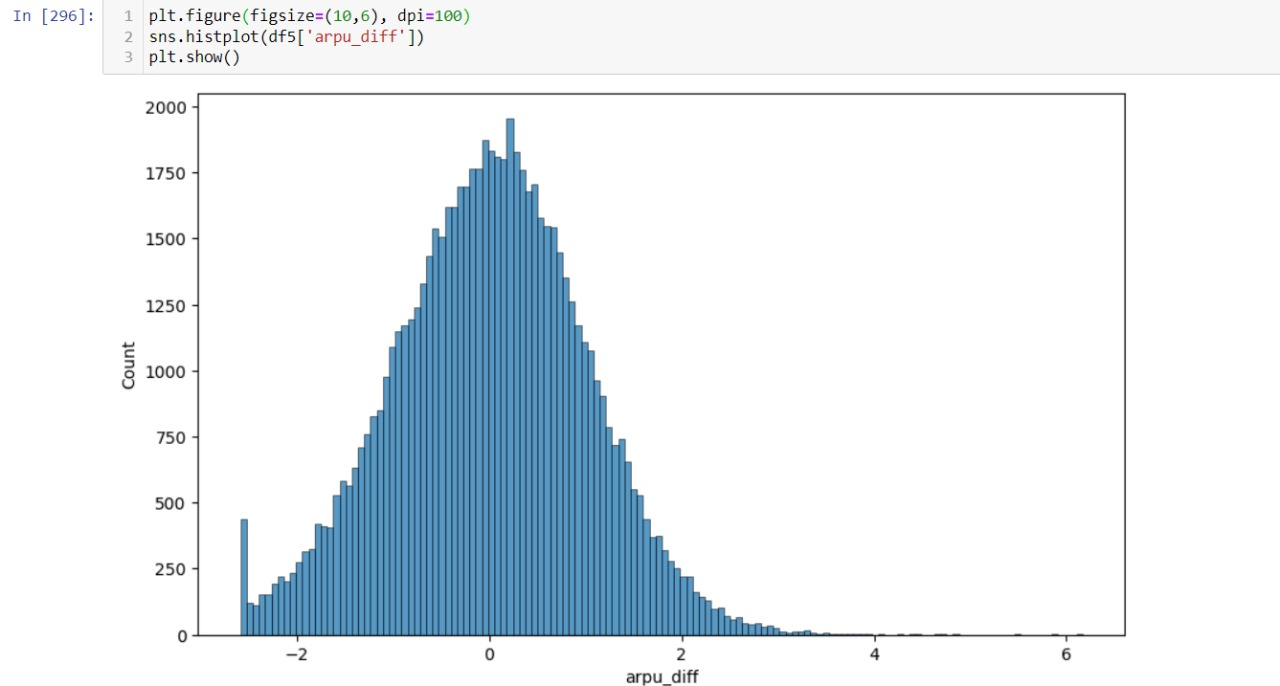 In [296]:
1 plt.figure(figsize=(10,6), dpi=100)
2 sns.histplot(df5['arpu_diff'])
3 plt.show()
2000
1750
1500
1250
1000
750
500
250
0
Count
−2 0 2 4 6
arpu_diff